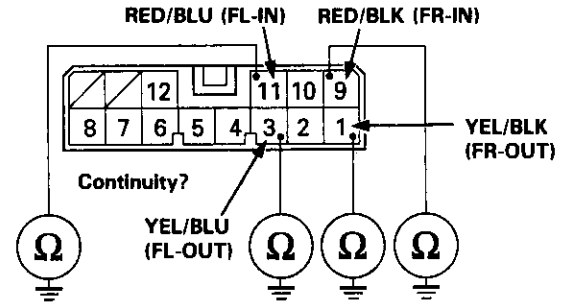 RED/BLU (FL-IN) RED/BLK (FR-IN)
12 11 10 9
8 7 6 5 4 3 2 1
YEL/BLK
(FR-OUT)
Continuity?
YEL/BLU
(FL-OUT)
Ω Ω Ω Ω